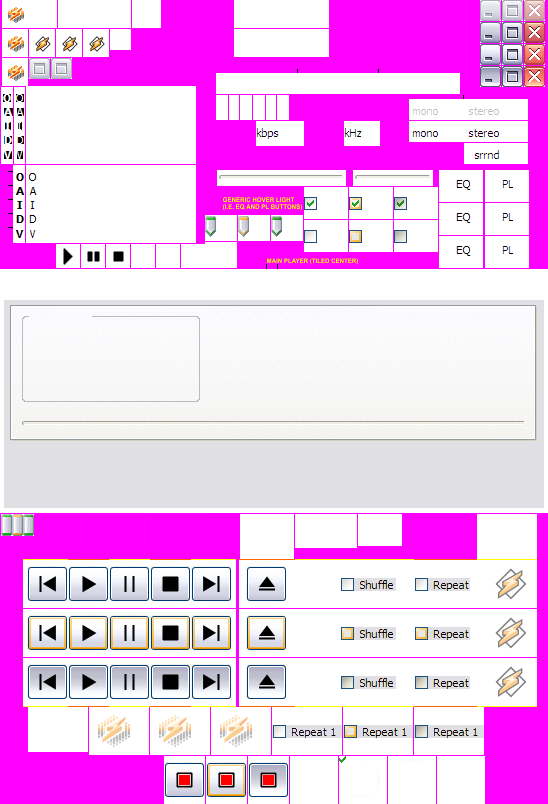 O O
A A
I I
D D
V V
kbps kHz
mono stereo
mono stereo
srrnd
O O
A A
I I
D D
V V
GENERIC HOVER LIGHT
(I.E. EQ AND PL BUTTONS)
EQ PL
EQ PL
EQ PL
MAIN PLAYER (TILED CENTER)
Shuffle Repeat
Shuffle Repeat
Shuffle Repeat
Repeat 1 Repeat 1 Repeat 1